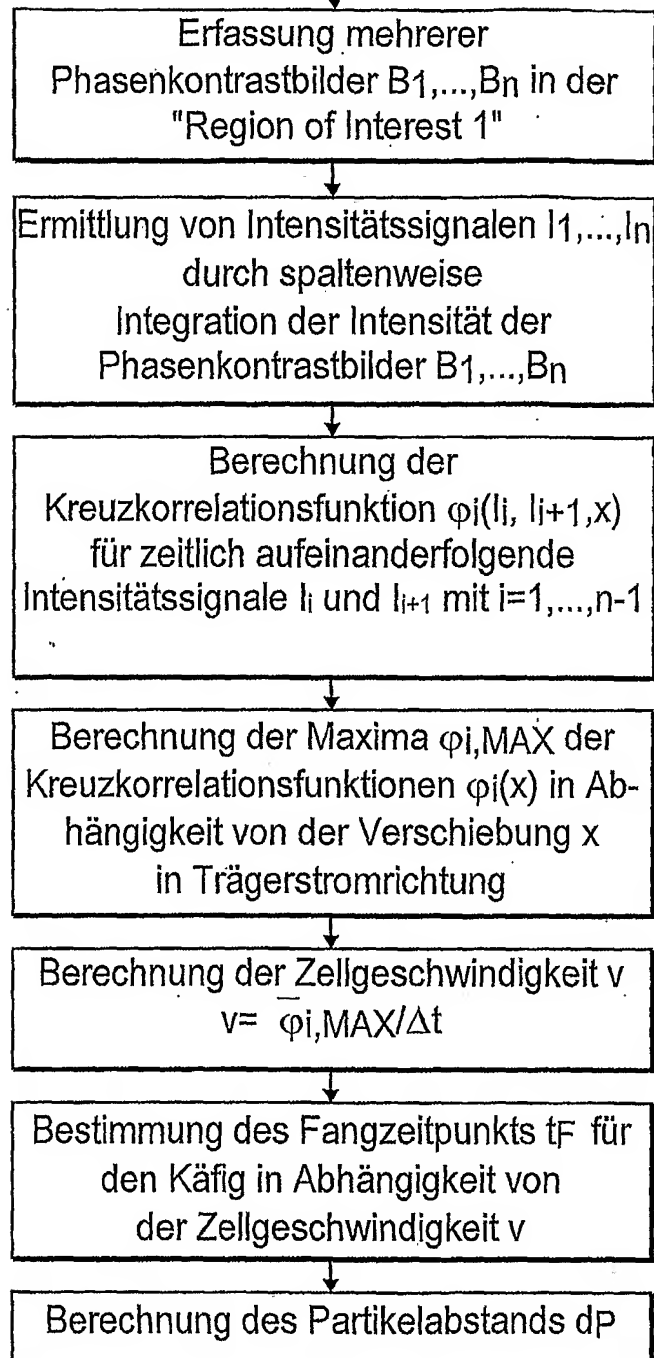 Erfassung mehrerer
Phasenkontrastbilder B1,...,Bn in der
"Region of Interest 1"
Ermittlung von Intensitätssignalen I1,...,In
durch spaltenweise
Integration der Intensität der
Phasenkontrastbilder B1,...,Bn
Berechnung der
Kreuzkorrelationsfunktion φi(Ii, Ii+1,x)
für zeitlich aufeinanderfolgende
Intensitätssignale Ii und Ii+1 mit i=1,...,n-1
Berechnung der Maxima φi,MAX der
Kreuzkorrelationsfunktionen φi(x) in Ab-
hängigkeit von der Verschiebung x
in Trägerstromrichtung
Berechnung der Zellgeschwindigkeit v
v= φ̅i,MAX/Δt
Bestimmung des Fangzeitpunkts tF für
den Käfig in Abhängigkeit von
der Zellgeschwindigkeit v
Berechnung des Partikelabstands dP